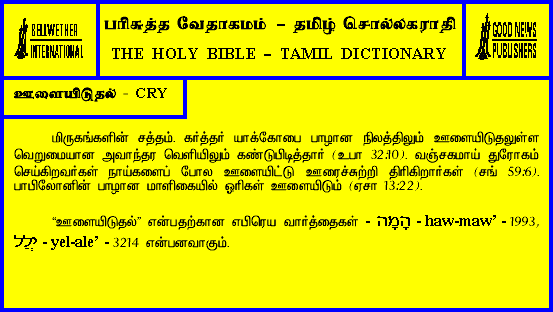 BELLWETHER
INTERNATIONAL
பரிசுத்த வேதாகமம் – தமிழ் சொல்லகராதி
THE HOLY BIBLE – TAMIL DICTIONARY
GOOD NEWS
PUBLISHERS
ஊளையிடுதல் - CRY
மிருகங்களின் சத்தம். கர்த்தர் யாக்கோபை பாழான நிலத்திலும் ஊளையிடுதலுள்ள
வெறுமையான அவாந்தர வெளியிலும் கண்டுபிடித்தார் (உபா 32:10). வஞ்சகமாய் துரோகம்
செய்கிறவர்கள் நாய்களைப் போல ஊளையிட்டு ஊரைச்சுற்றி திரிகிறார்கள் (சங் 59:6).
பாபிலோனின் பாழான மாளிகையில் ஓரிகள் ஊளையிடும் (ஏசா 13:22).
“ஊளையிடுதல்” என்பதற்கான எபிரெய வார்த்தைகள் - הָמָה - haw-maw’ - 1993,
יְלֵל - yel-ale’ - 3214 என்பனவாகும்.